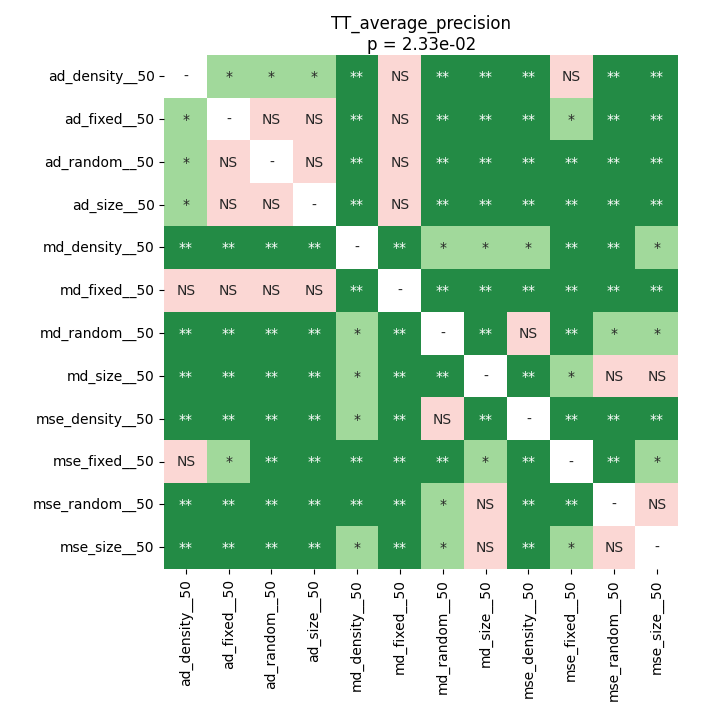 TT_average_precision
p = 2.33e-02
ad_density__50 - * * * ** NS ** ** ** NS ** **
ad_fixed__50 * - NS NS ** NS ** ** ** * ** **
ad_random__50 * NS - NS ** NS ** ** ** ** ** **
ad_size__50 * NS NS - ** NS ** ** ** ** ** **
md_density__50 ** ** ** ** - ** * * * ** ** *
md_fixed__50 NS NS NS NS ** - ** ** ** ** ** **
md_random__50 ** ** ** ** * ** - ** NS ** * *
md_size__50 ** ** ** ** * ** ** - ** * NS NS
mse_density__50 ** ** ** ** * ** NS ** - ** ** **
mse_fixed__50 NS * ** ** ** ** ** * ** - ** *
mse_random__50 ** ** ** ** ** ** * NS ** ** - NS
mse_size__50 ** ** ** ** * ** * NS ** * NS -
ad_density__50
ad_fixed__50
ad_random__50
ad_size__50
md_density__50
md_fixed__50
md_random__50
md_size__50
mse_density__50
mse_fixed__50
mse_random__50
mse_size__50